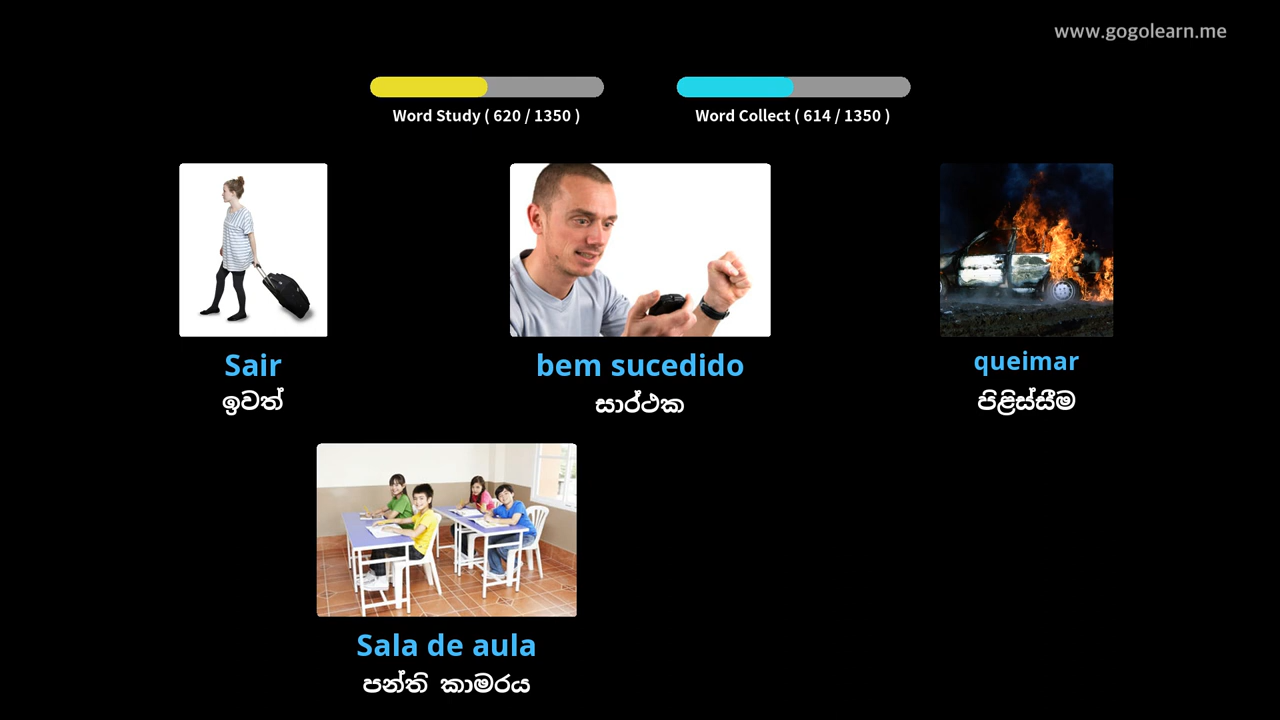 www.gogolearn.me
Word Study ( 620 / 1350 )
Word Collect ( 614 / 1350 )
Sair
ඉවත්
bem sucedido
සාර්ථක
queimar
පිළිස්සීම
Sala de aula
පන්ති කාමරය